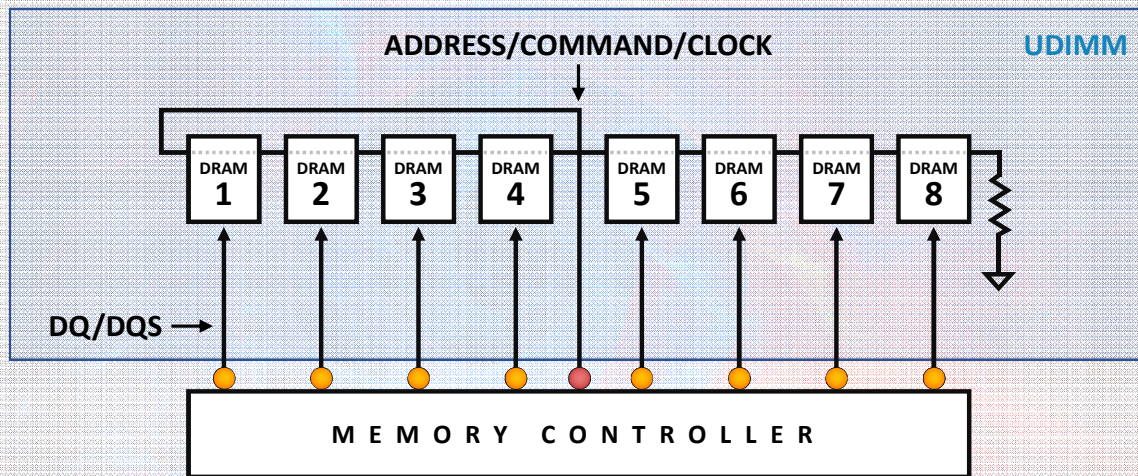 ADDRESS/COMMAND/CLOCK
UDIMM
DRAM
1
DRAM
2
DRAM
3
DRAM
4
DRAM
5
DRAM
6
DRAM
7
DRAM
8
DQ/DQS
MEMORY CONTROLLER